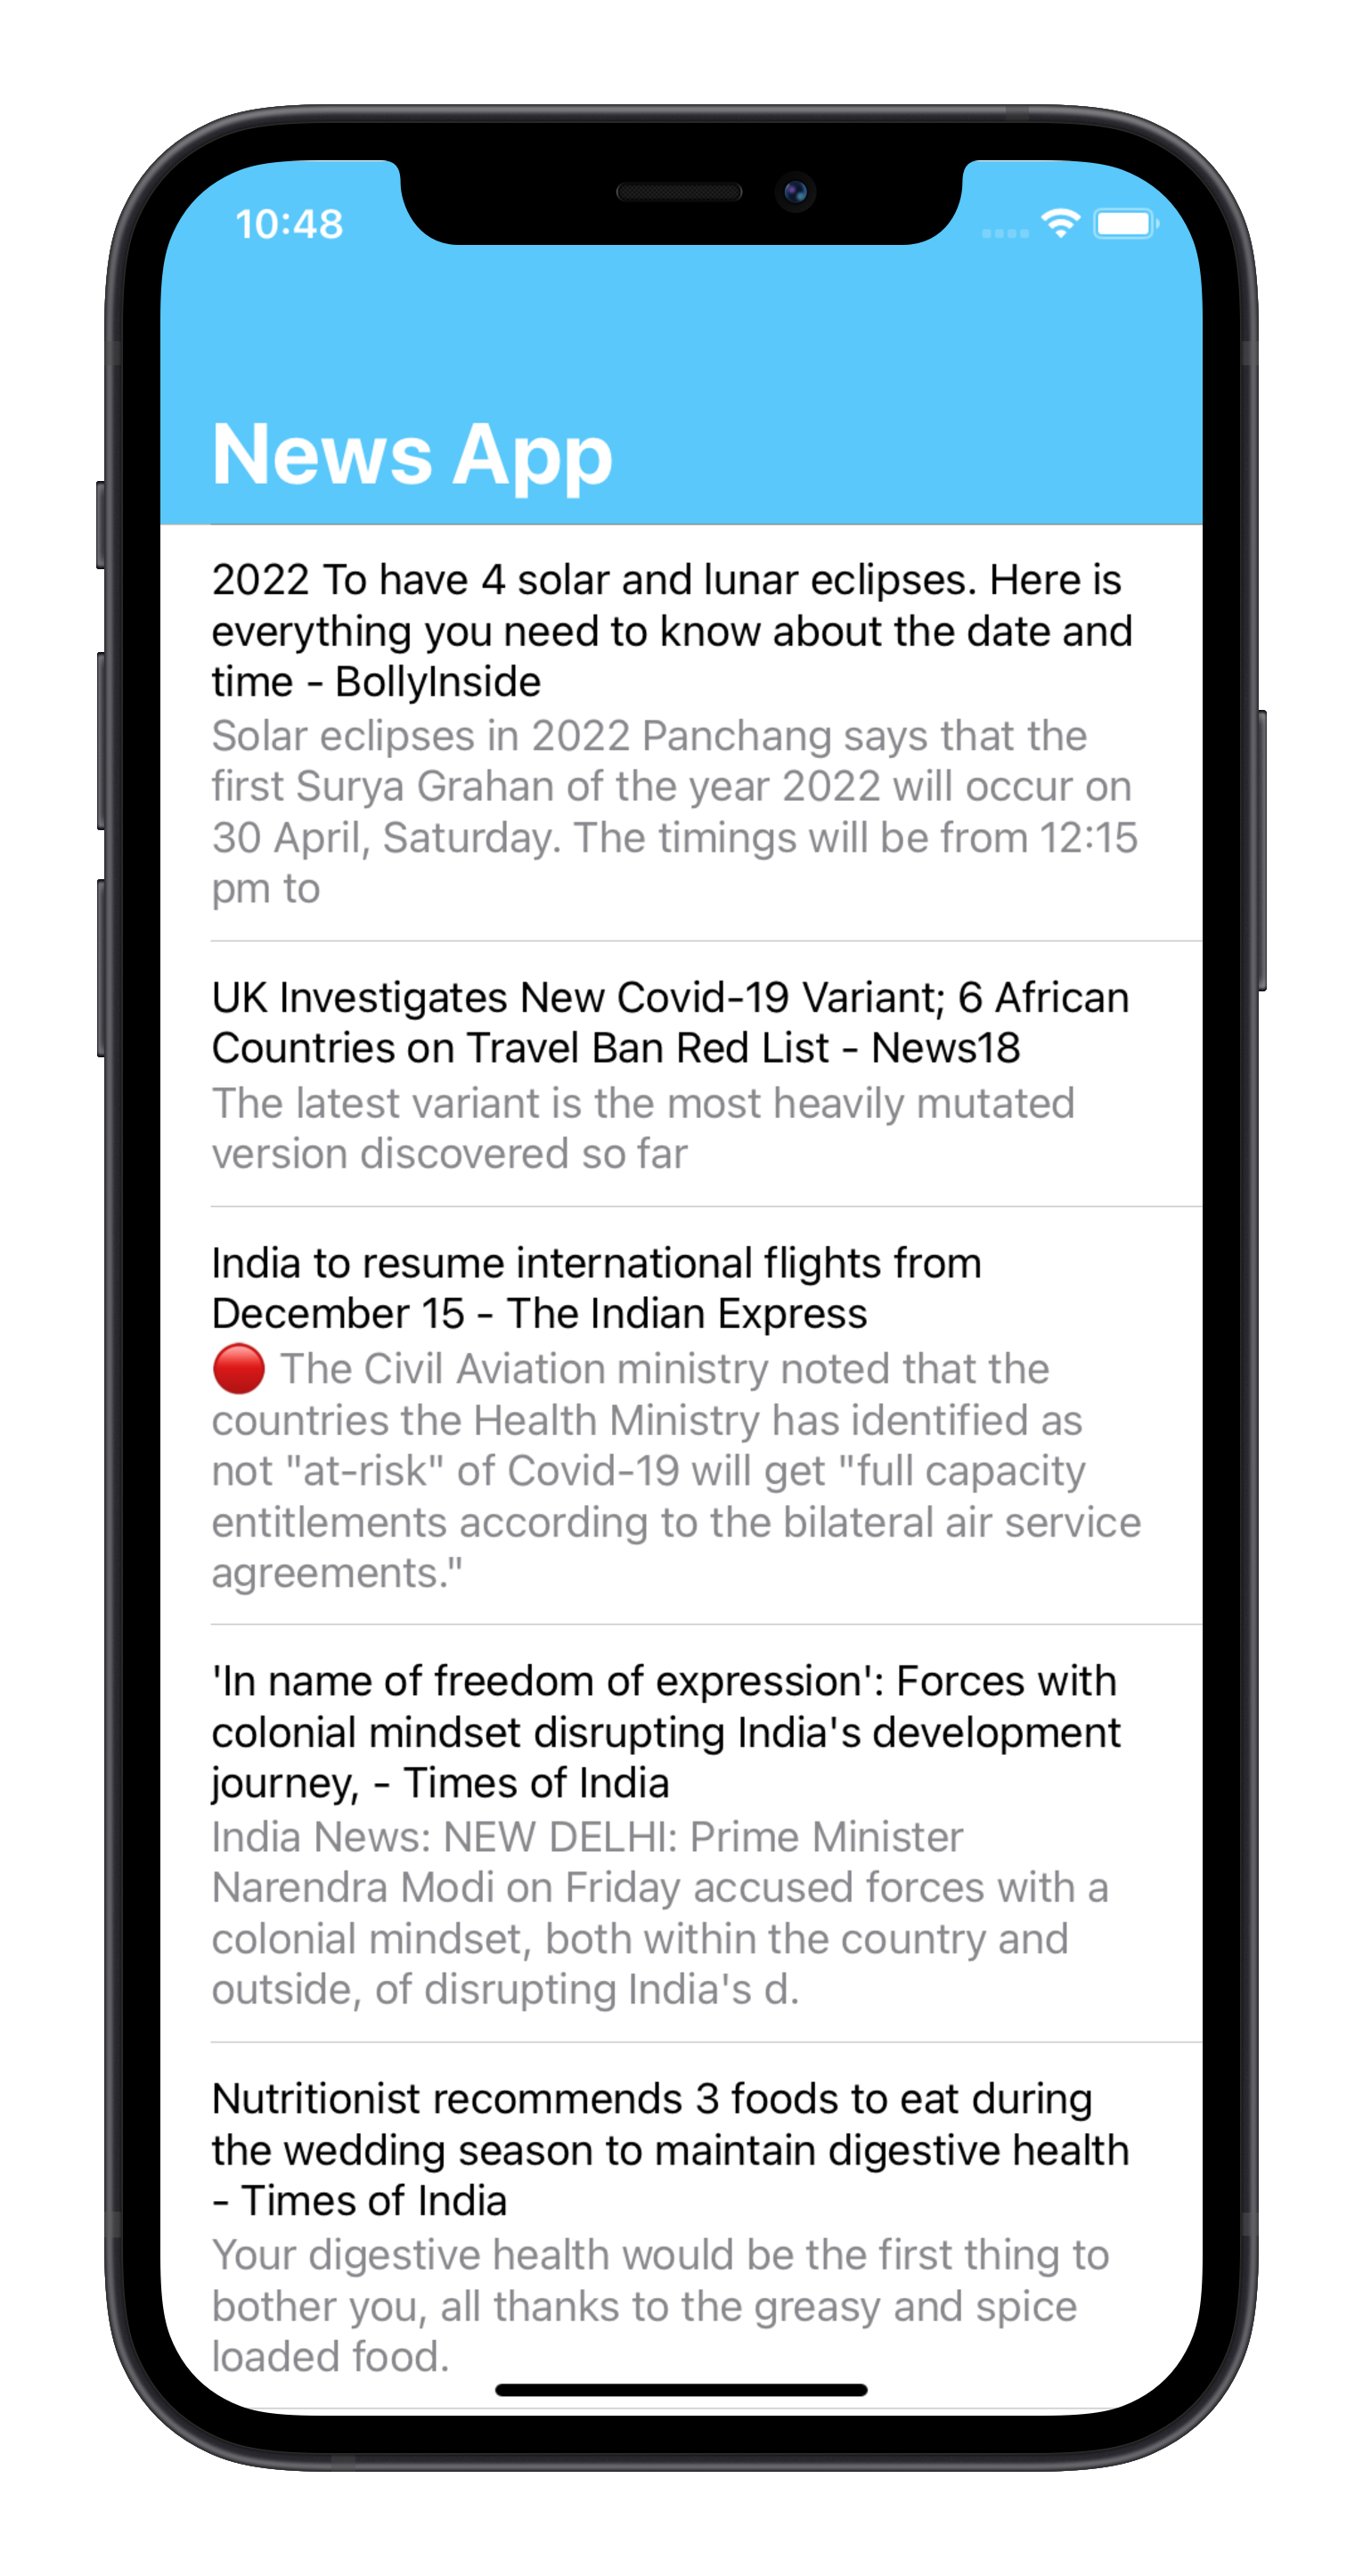 10:48
News App
2022 To have 4 solar and lunar eclipses. Here is
everything you need to know about the date and
time - BollyInside
Solar eclipses in 2022 Panchang says that the
first Surya Grahan of the year 2022 will occur on
30 April, Saturday. The timings will be from 12:15
pm to
UK Investigates New Covid-19 Variant; 6 African
Countries on Travel Ban Red List - News18
The latest variant is the most heavily mutated
version discovered so far
India to resume international flights from
December 15 - The Indian Express
🔴 The Civil Aviation ministry noted that the
countries the Health Ministry has identified as
not "at-risk" of Covid-19 will get "full capacity
entitlements according to the bilateral air service
agreements."
'In name of freedom of expression': Forces with
colonial mindset disrupting India's development
journey, - Times of India
India News: NEW DELHI: Prime Minister
Narendra Modi on Friday accused forces with a
colonial mindset, both within the country and
outside, of disrupting India's d.
Nutritionist recommends 3 foods to eat during
the wedding season to maintain digestive health
- Times of India
Your digestive health would be the first thing to
bother you, all thanks to the greasy and spice
loaded food.